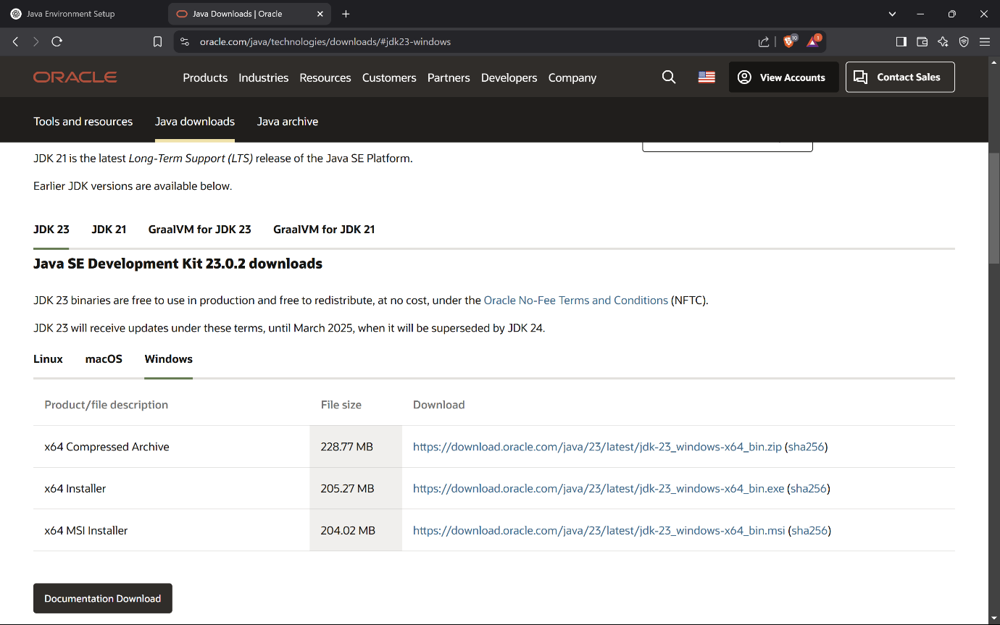 Java Environment Setup
Java Downloads | Oracle
oracle.com/java/technologies/downloads/#jdk23-windows
10
1
ORACLE
Products Industries Resources Customers Partners Developers Company
View Accounts
Contact Sales
Tools and resources Java downloads Java archive
JDK 21 is the latest Long-Term Support (LTS) release of the Java SE Platform.
Earlier JDK versions are available below.
JDK 23 JDK 21 GraalVM for JDK 23 GraalVM for JDK 21
Java SE Development Kit 23.0.2 downloads
JDK 23 binaries are free to use in production and free to redistribute, at no cost, under the Oracle No-Fee Terms and Conditions (NFTC).
JDK 23 will receive updates under these terms, until March 2025, when it will be superseded by JDK 24.
Linux macOS Windows
Product/file description File size Download
x64 Compressed Archive 228.77 MB https://download.oracle.com/java/23/latest/jdk-23_windows-x64_bin.zip (sha256)
x64 Installer 205.27 MB https://download.oracle.com/java/23/latest/jdk-23_windows-x64_bin.exe (sha256)
x64 MSI Installer 204.02 MB https://download.oracle.com/java/23/latest/jdk-23_windows-x64_bin.msi (sha256)
Documentation Download